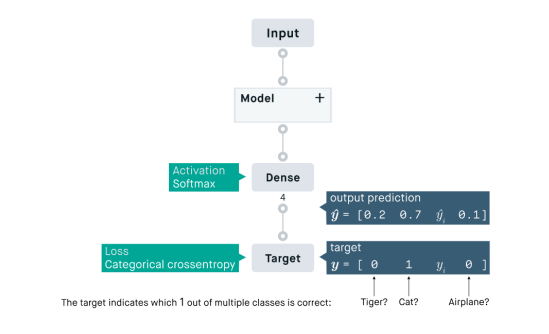 Input
Model +
Activation
Softmax
Dense
4
output prediction
ŷ = [0.2 0.7 ŷᵢ 0.1]
Loss
Categorical crossentropy
Target
target
y = [ 0 1 yᵢ 0 ]
The target indicates which 1 out of multiple classes is correct: Tiger? Cat? Airplane?